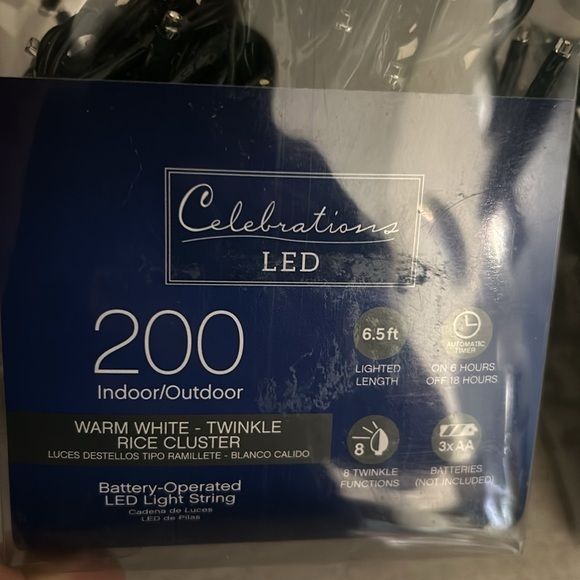 Celebrations
LED
200
Indoor/Outdoor
WARM WHITE - TWINKLE
RICE CLUSTER
LUCES DESTELLOS TIPO RAMILLETE - BLANCO CALIDO
Battery-Operated
LED Light String
Cadena de Luces
LED de Pilas
6.5 ft
LIGHTED
LENGTH
AUTOMATIC
TIMER
ON 6 HOURS
OFF 18 HOURS
8
8 TWINKLE
FUNCTIONS
3xAA
BATTERIES
(NOT INCLUDED)